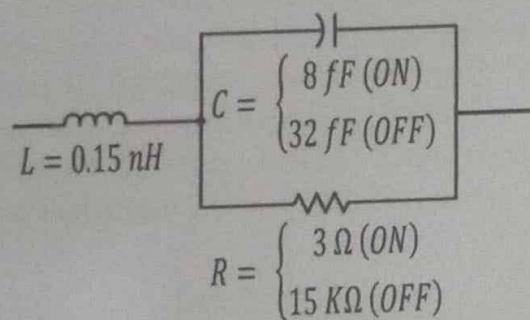 C = { 8 fF (ON)
32 fF (OFF)
L = 0.15 nH
R = { 3 Ω (ON)
15 KΩ (OFF)